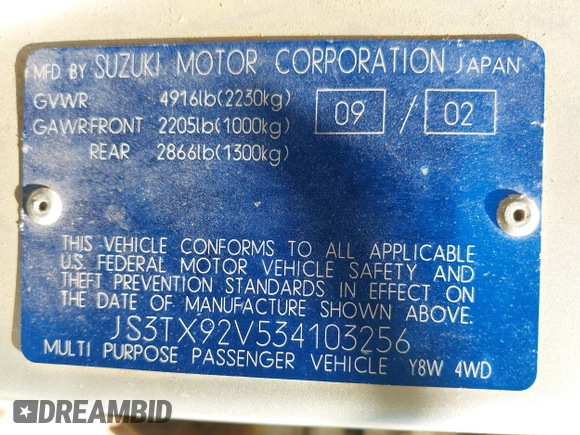 MFD BY SUZUKI MOTOR CORPORATION JAPAN
GVWR 4916lb(2230kg) 09 / 02
GAWR-FRONT 2205lb(1000kg)
REAR 2866lb(1300kg)
THIS VEHICLE CONFORMS TO ALL APPLICABLE
U.S. FEDERAL MOTOR VEHICLE SAFETY AND
THEFT PREVENTION STANDARDS IN EFFECT ON
THE DATE OF MANUFACTURE SHOWN ABOVE.
JS3TX92V534103256
MULTI PURPOSE PASSENGER VEHICLE Y8W 4WD
DREAMBID